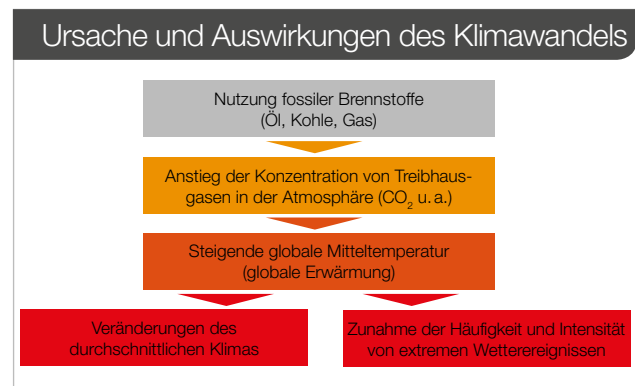 Ursache und Auswirkungen des Klimawandels
Nutzung fossiler Brennstoffe
(Öl, Kohle, Gas)
Anstieg der Konzentration von Treibhaus-
gasen in der Atmosphäre (CO₂ u. a.)
Steigende globale Mitteltemperatur
(globale Erwärmung)
Veränderungen des
durchschnittlichen Klimas
Zunahme der Häufigkeit und Intensität
von extremen Wetterereignissen